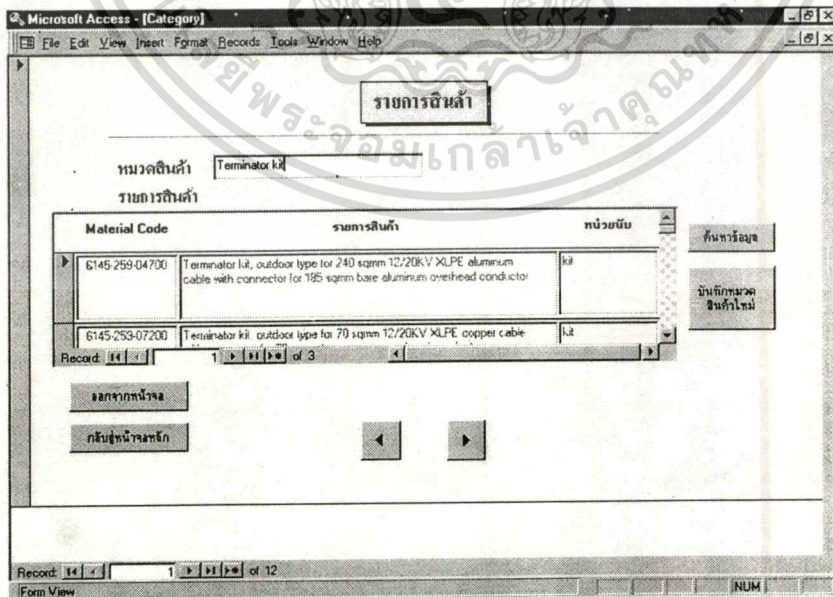 Microsoft Access - [Category]
File Edit View Insert Format Records Tools Window Help
รายการสินค้า
หมวดสินค้า Terminator kit
รายการสินค้า
Material Code รายการสินค้า หน่วยนับ
6145-259-04700 Terminator kit, outdoor type for 240 sqmm 12/20KV XLPE aluminum kit
cable with connector for 185 sqmm bare aluminum overhead conductor
6145-253-07200 Terminator kit, outdoor type for 70 sqmm 12/20KV XLPE copper cable kit
Record: 1 of 3
ค้นหาข้อมูล
บันทึกหมวด
สินค้าใหม่
ออกจากหน้าจอ
กลับสู่หน้าจอหลัก
Record: 1 of 12
Form View NUM